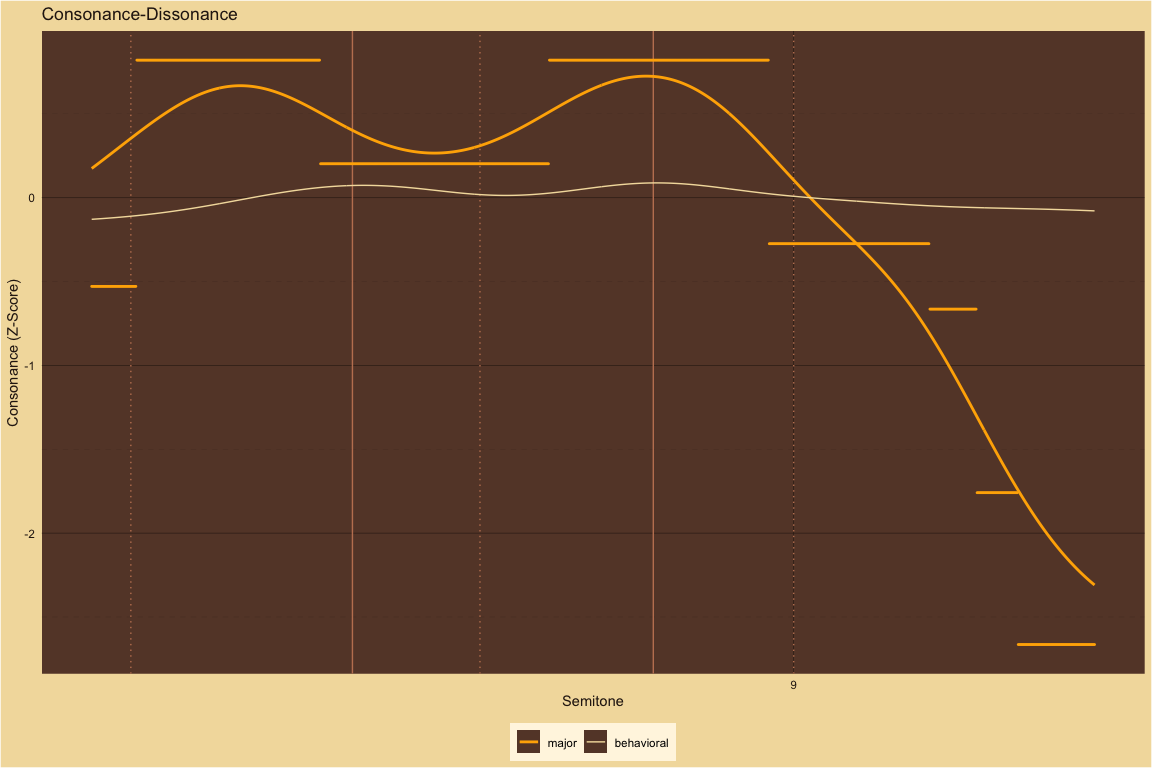 Consonance-Dissonance
Consonance (Z-Score)
0
-1
-2
9
Semitone
major behavioral